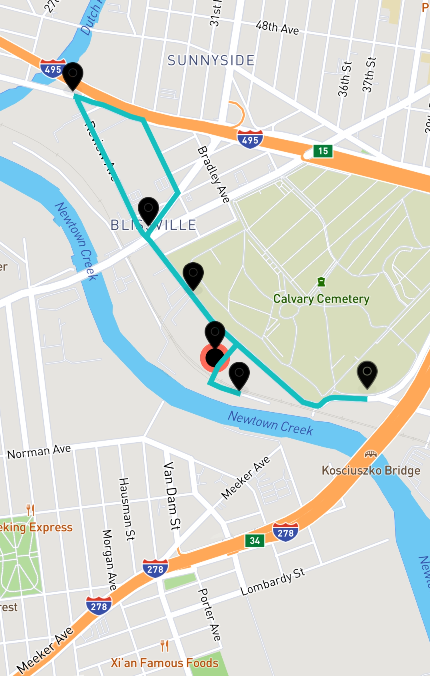 31st
48th Ave
Dutch
27th
SUNNYSIDE
495
36th St
37th St
495
15
Review Ave
Bradley Ave
BLISSVILLE
Newtown Creek
er
Calvary Cemetery
Newtown Creek
Kosciuszko Bridge
Norman Ave
Meeker Ave
Van Dam St
Hausman St
eking Express
278
34
278
Morgan Ave
Lombardy St
rest
278
Porter Ave
Meeker Ave
Xi'an Famous Foods